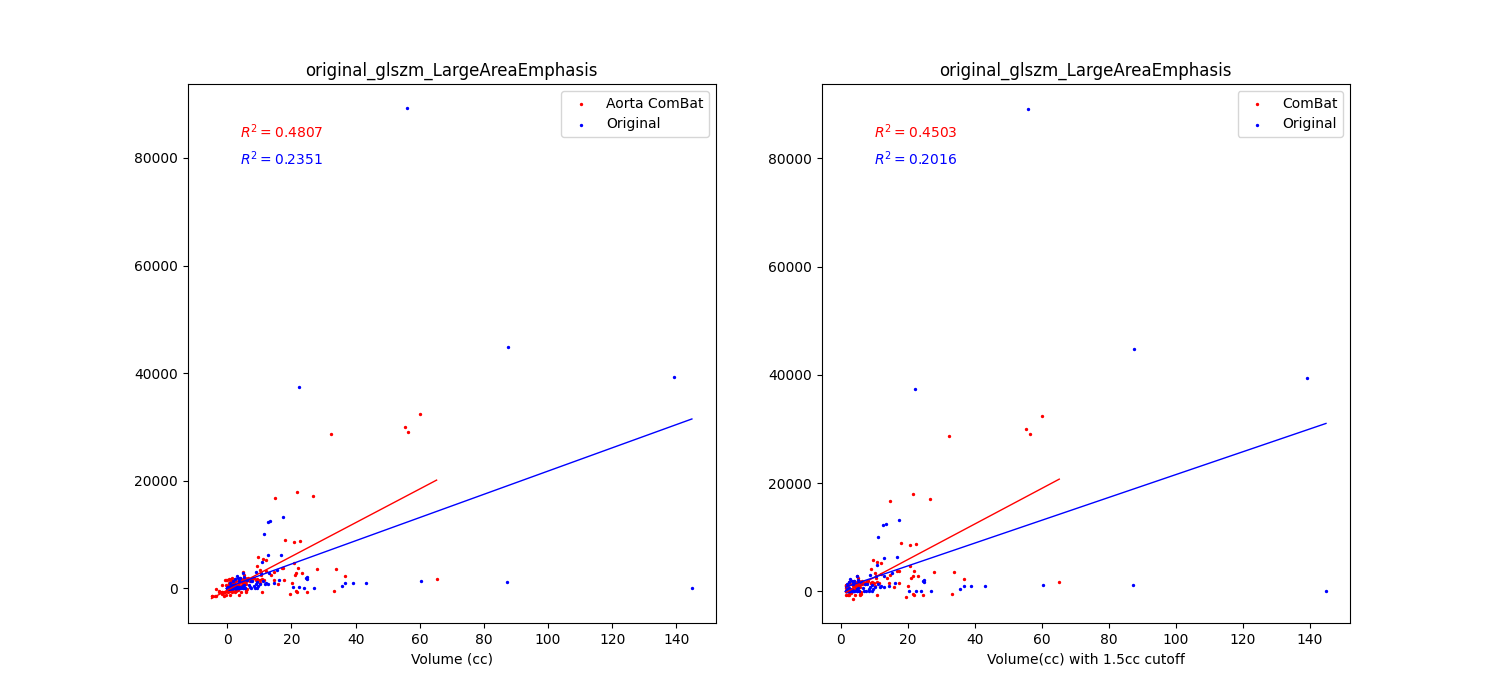 original_glszm_LargeAreaEmphasis
Aorta ComBat
Original
R² = 0.4807
R² = 0.2351
80000
60000
40000
20000
0
0 20 40 60 80 100 120 140
Volume (cc)
original_glszm_LargeAreaEmphasis
ComBat
Original
R² = 0.4503
R² = 0.2016
80000
60000
40000
20000
0
0 20 40 60 80 100 120 140
Volume(cc) with 1.5cc cutoff